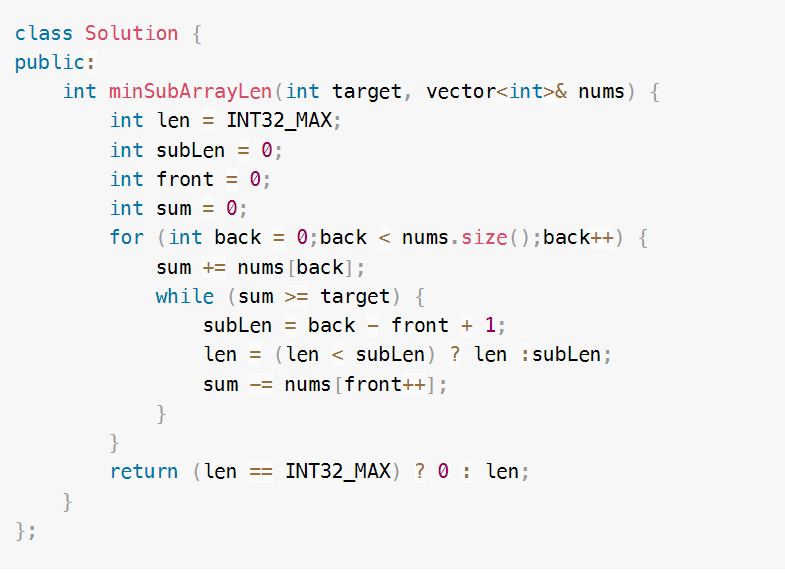 class Solution {
public:
    int minSubArrayLen(int target, vector<int>& nums) {
        int len = INT32_MAX;
        int subLen = 0;
        int front = 0;
        int sum = 0;
        for (int back = 0;back < nums.size();back++) {
            sum += nums[back];
            while (sum >= target) {
                subLen = back - front + 1;
                len = (len < subLen) ? len :subLen;
                sum -= nums[front++];
            }
        }
        return (len == INT32_MAX) ? 0 : len;
    }
};